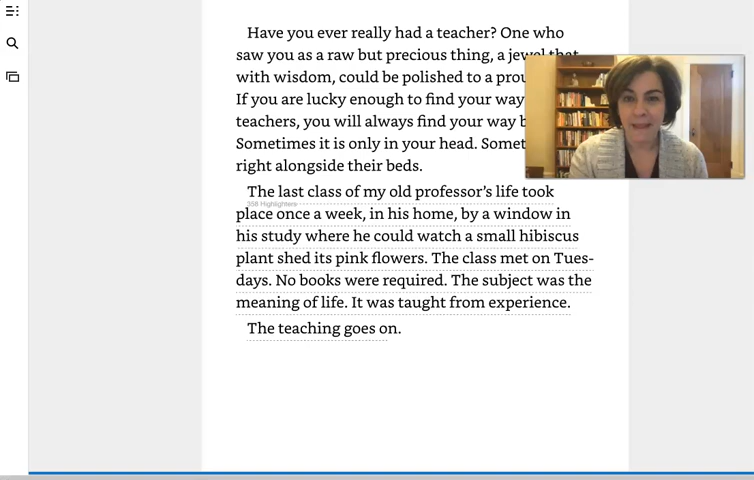 Have you ever really had a teacher? One who
saw you as a raw but precious thing, a jewel that
with wisdom, could be polished to a
If you are lucky enough to find your way
teachers, you will always find your way
Sometimes it is only in your head.
right alongside their beds.
The last class of my old professor's life took
358 Highlighters
place once a week, in his home, by a window in
his study where he could watch a small hibiscus
plant shed its pink flowers. The class met on Tues-
days. No books were required. The subject was the
meaning of life. It was taught from experience.
The teaching goes on.